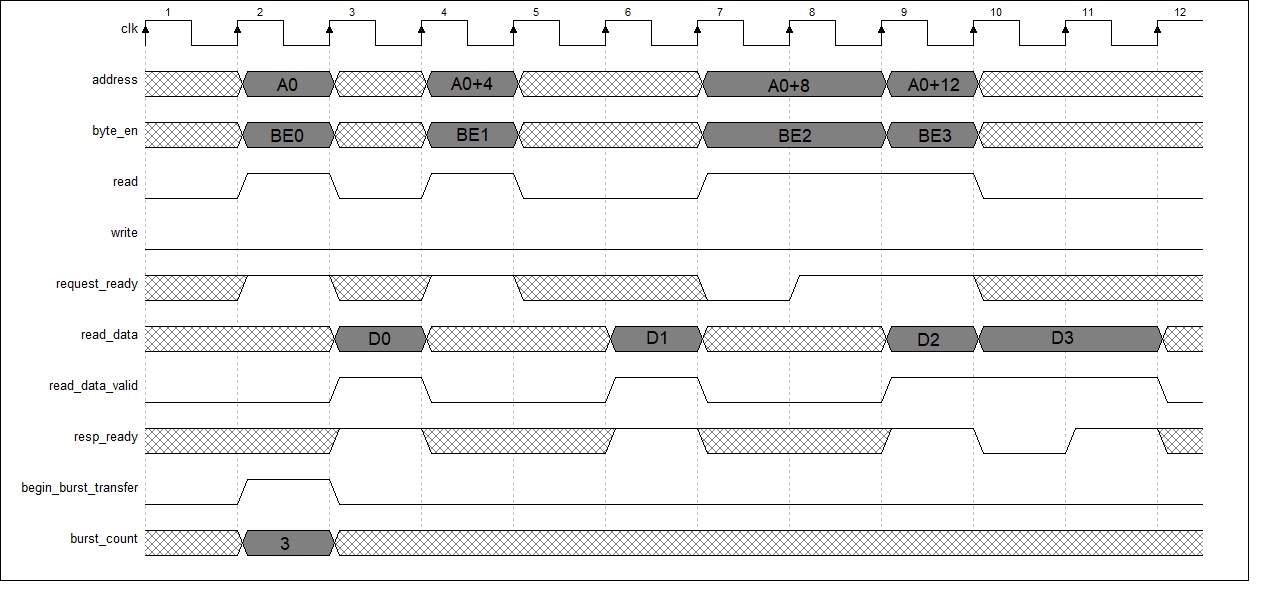 1 2 3 4 5 6 7 8 9 10 11 12
clk
address A0 A0+4 A0+8 A0+12
byte_en BE0 BE1 BE2 BE3
read
write
request_ready
read_data D0 D1 D2 D3
read_data_valid
resp_ready
begin_burst_transfer
burst_count 3